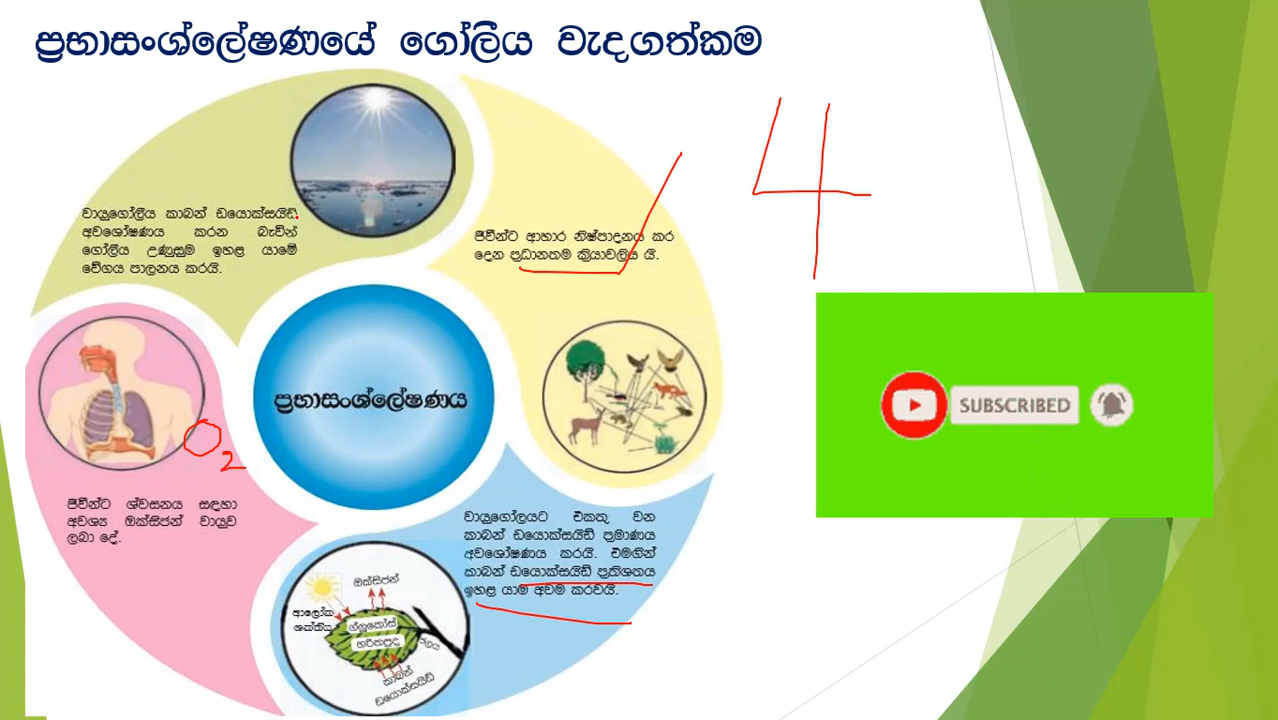 ප්‍රභාසංශ්ලේෂණයේ ගෝලීය වැදගත්කම
4
වායුගෝලීය කාබන් ඩයොක්සයිඩ්
අවශෝෂණය කරන බැවින්
ගෝලීය උණුසුම ඉහළ යාමේ
වේගය පාලනය කරයි.
ජීවීන්ට ආහාර නිෂ්පාදනය කර
දෙන ප්‍රධානතම ක්‍රියාවලිය යි.
ප්‍රභාසංශ්ලේෂණය
SUBSCRIBED
O2
ජීවීන්ට ශ්වසනය සඳහා
අවශ්‍ය ඔක්සිජන් වායුව
ලබා දේ.
වායුගෝලයට එකතු වන
කාබන් ඩයොක්සයිඩ් ප්‍රමාණය
අවශෝෂණය කරයි. එමගින්
කාබන් ඩයොක්සයිඩ් ප්‍රතිශතය
ඉහළ යාම අවම කරවයි.
ඔක්සිජන්
ආලෝක
ශක්තිය
ග්ලූකෝස්
හරිතප්‍රද
ජලය
කාබන්
ඩයොක්සයිඩ්